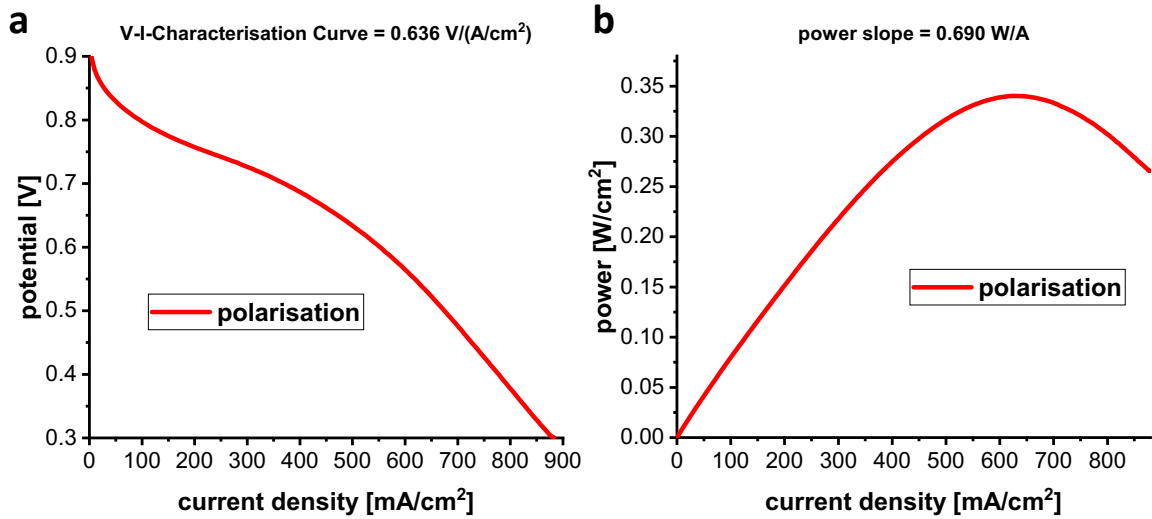 a
V-I-Characterisation Curve = 0.636 V/(A/cm²)
0.9
0.8
0.7
0.6
0.5
0.4
0.3
potential [V]
polarisation
0 100 200 300 400 500 600 700 800 900
current density [mA/cm²]
b
power slope = 0.690 W/A
0.35
0.30
0.25
0.20
0.15
0.10
0.05
0.00
power [W/cm²]
polarisation
0 100 200 300 400 500 600 700 800
current density [mA/cm²]